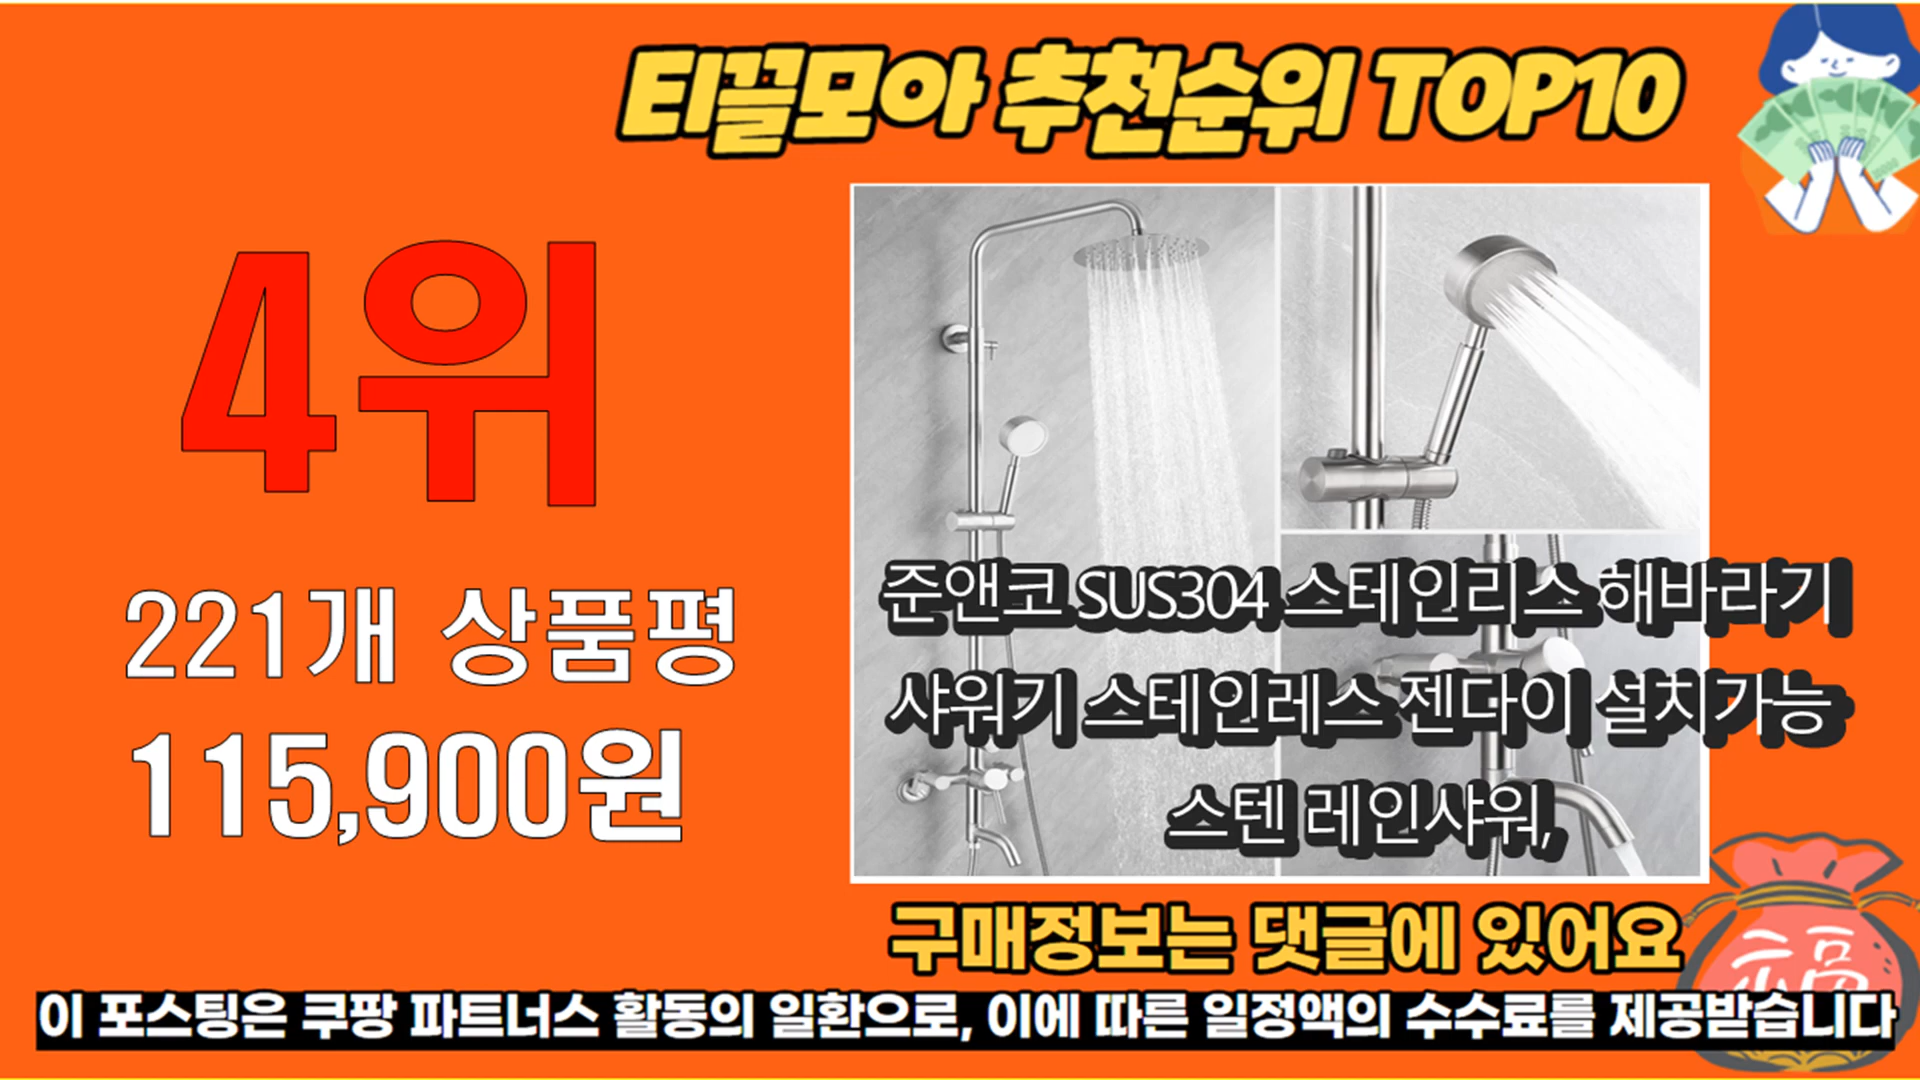 티끌모아 추천순위 TOP10
4위
221개 상품평
115,900원
준앤코 SUS304 스테인리스 해바라기
샤워기 스테인레스 젠다이 설치가능
스텐 레인샤워,
구매정보는 댓글에 있어요
福
이 포스팅은 쿠팡 파트너스 활동의 일환으로, 이에 따른 일정액의 수수료를 제공받습니다